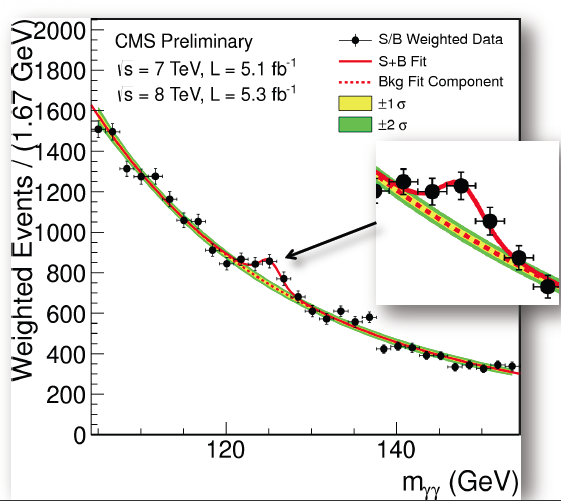 CMS Preliminary
√s = 7 TeV, L = 5.1 fb⁻¹
√s = 8 TeV, L = 5.3 fb⁻¹
S/B Weighted Data
S+B Fit
Bkg Fit Component
±1 σ
±2 σ
Weighted Events / (1.67 GeV)
2000
1800
1600
1400
1200
1000
800
600
400
200
0
120
140
mγγ (GeV)